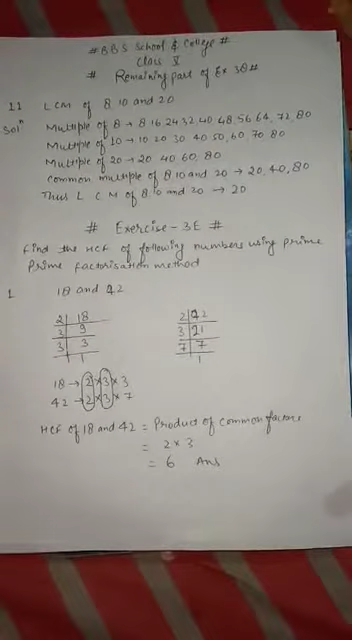 # BBS School & College #
Class V
# Remaining part of Ex 3D #
11 LCM of 8 10 and 20
Solⁿ Multiple of 8 → 8 16 24 32, 40 48, 56 64, 72, 80
Multiple of 10 → 10 20 30 40 50, 60, 70 80
Multiple of 20 → 20 40 60, 80
Common multiple of 8 10 and 20 → 20, 40, 80
Thus L C M of 8 10 and 20 → 20
# Exercise - 3E #
Find the HCF of following numbers using prime
prime factorisation method
1 18 and 42
2 18 2 42
3 9 3 21
3 3 7 7
1 1
18 → 2 × 3 × 3
42 → 2 × 3 × 7
HCF of 18 and 42 = Product of common factors
= 2 × 3
= 6 Ans